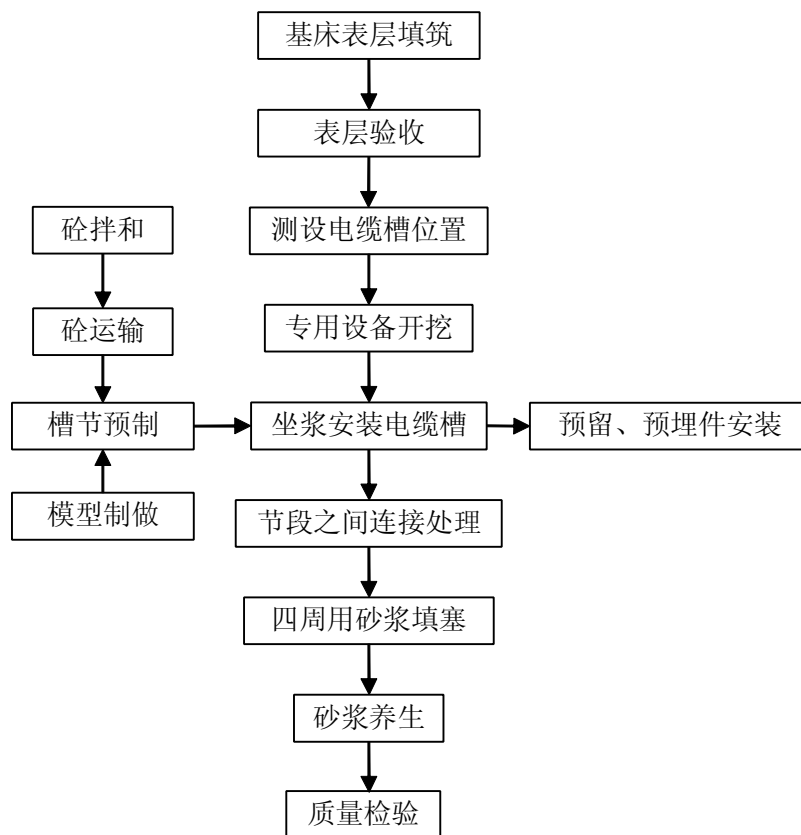 基床表层填筑
表层验收
砼拌和
测设电缆槽位置
砼运输
专用设备开挖
槽节预制
坐浆安装电缆槽
预留、预埋件安装
模型制做
节段之间连接处理
四周用砂浆填塞
砂浆养生
质量检验